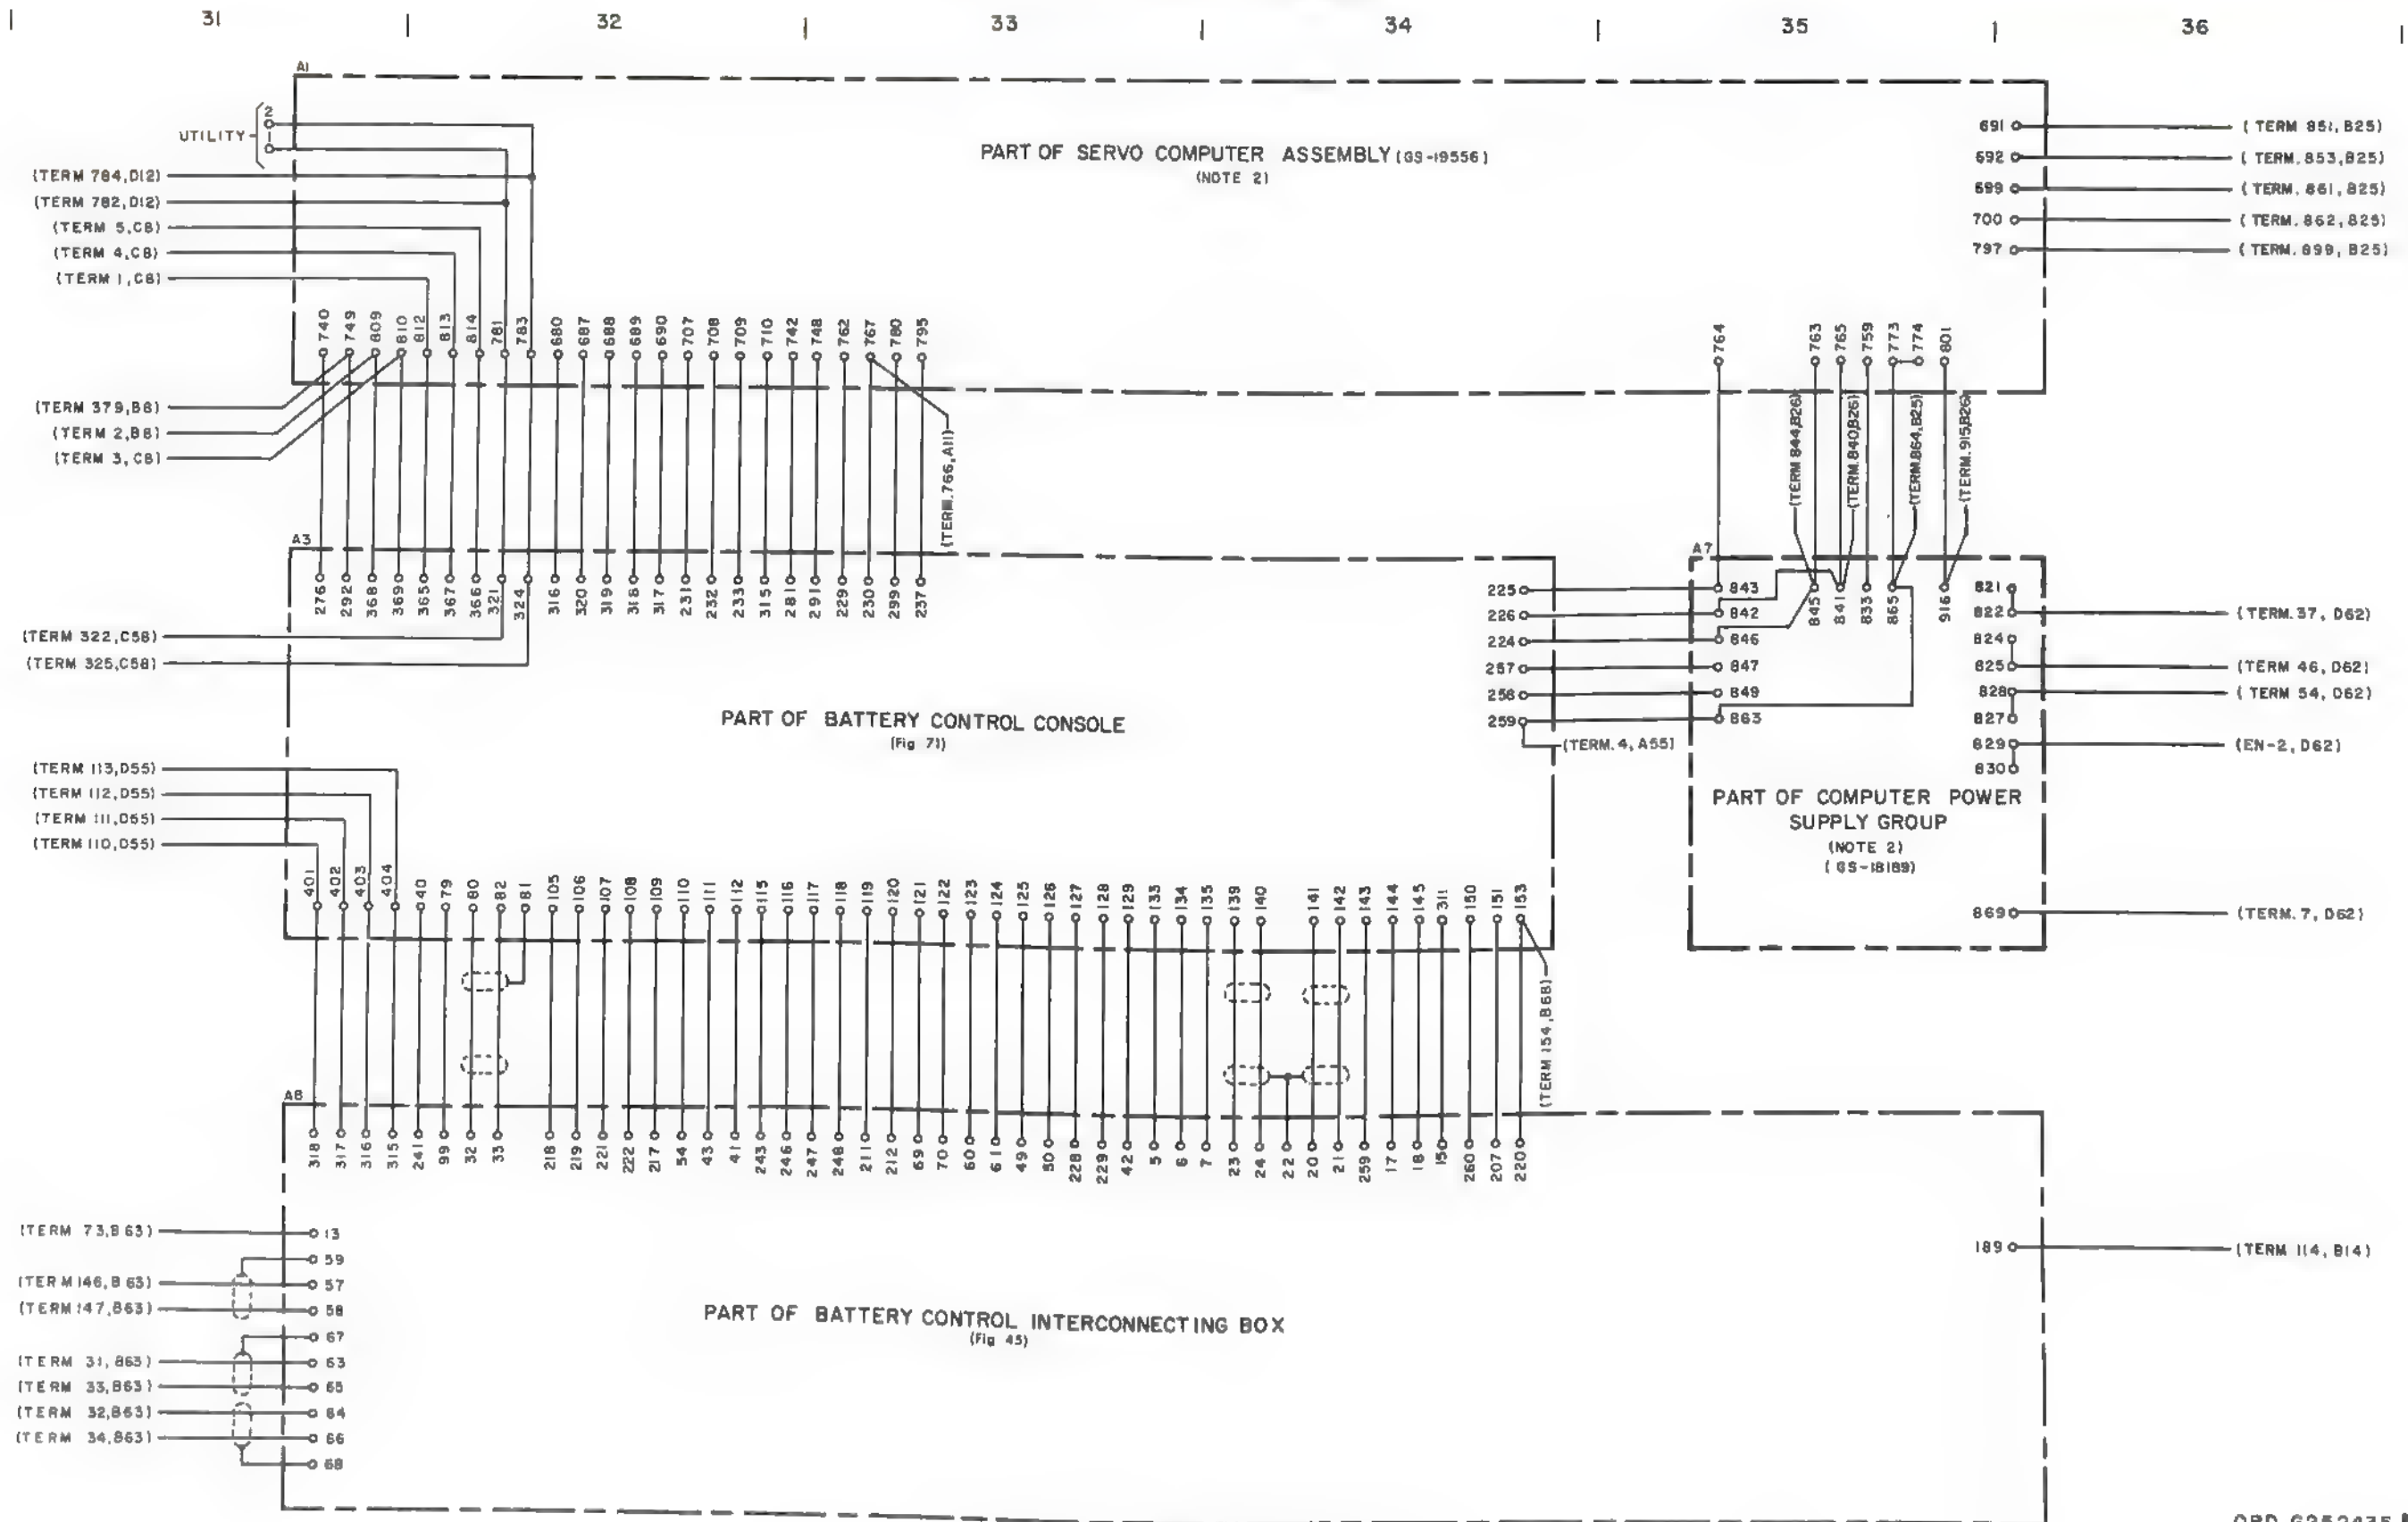 31 32 33 34 35 36
A1
UTILITY
2
1
PART OF SERVO COMPUTER ASSEMBLY (GS-19556)
(NOTE 2)
(TERM 784, D12)
(TERM 782, D12)
(TERM 5, C8)
(TERM 4, C8)
(TERM 1, C8)
691 (TERM 851, B25)
692 (TERM. 853, B25)
699 (TERM. 861, B25)
700 (TERM. 862, B25)
797 (TERM. 899, B25)
740 749 809 810 812 813 814 781 783 680 687 688 689 690 707 708 709 710 742 748 762 767 780 795
764 763 765 759 773 774 801
(TERM 379, B8)
(TERM 2, B8)
(TERM 3, C8)
(TERM. 766, A11)
(TERM 844, B26)
(TERM. 840, B26)
(TERM. 864, B25)
(TERM. 915, B26)
A3
276 292 368 369 365 367 366 321 324 316 320 319 318 317 231 232 233 315 281 291 229 230 299 237
(TERM 322, C58)
(TERM 325, C58)
PART OF BATTERY CONTROL CONSOLE
(Fig 71)
225
226
224
257
258
259
(TERM. 4, A55)
A7
843
842
846
847
849
863
845 841 833 865 916
821
822 (TERM. 37, D62)
824
825 (TERM 46, D62)
828 (TERM 54, D62)
827
829 (EN-2, D62)
830
PART OF COMPUTER POWER
SUPPLY GROUP
(NOTE 2)
(GS-18189)
869 (TERM. 7, D62)
(TERM 113, D55)
(TERM 112, D55)
(TERM 111, D55)
(TERM 110, D55)
401 402 403 404 40 79 80 82 81 105 106 107 108 109 110 111 112 115 116 117 118 119 120 121 122 123 124 125 126 127 128 129 133 134 135 139 140 141 142 143 144 145 311 150 151 153
(TERM 154, B68)
A8
318 317 316 315 241 99 32 33 218 219 221 222 217 54 43 41 243 246 247 248 211 212 69 70 60 61 49 50 228 229 42 5 6 7 23 24 22 20 21 259 17 18 150 260 207 220
(TERM 73, B63) 13
59
(TERM 146, B63) 57
(TERM 147, B63) 58
67
(TERM 31, B63) 63
(TERM 33, B63) 65
(TERM 32, B63) 64
(TERM 34, B63) 66
68
PART OF BATTERY CONTROL INTERCONNECTING BOX
(Fig 45)
189 (TERM 114, B14)